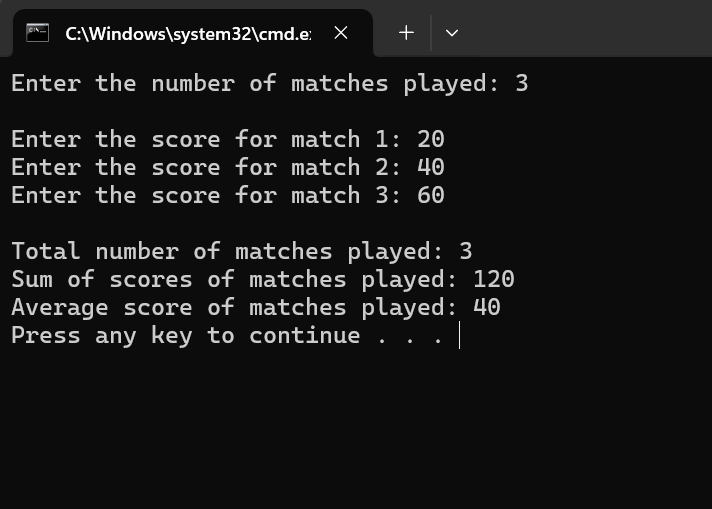 C:\Windows\system32\cmd.e
Enter the number of matches played: 3
Enter the score for match 1: 20
Enter the score for match 2: 40
Enter the score for match 3: 60
Total number of matches played: 3
Sum of scores of matches played: 120
Average score of matches played: 40
Press any key to continue . . .